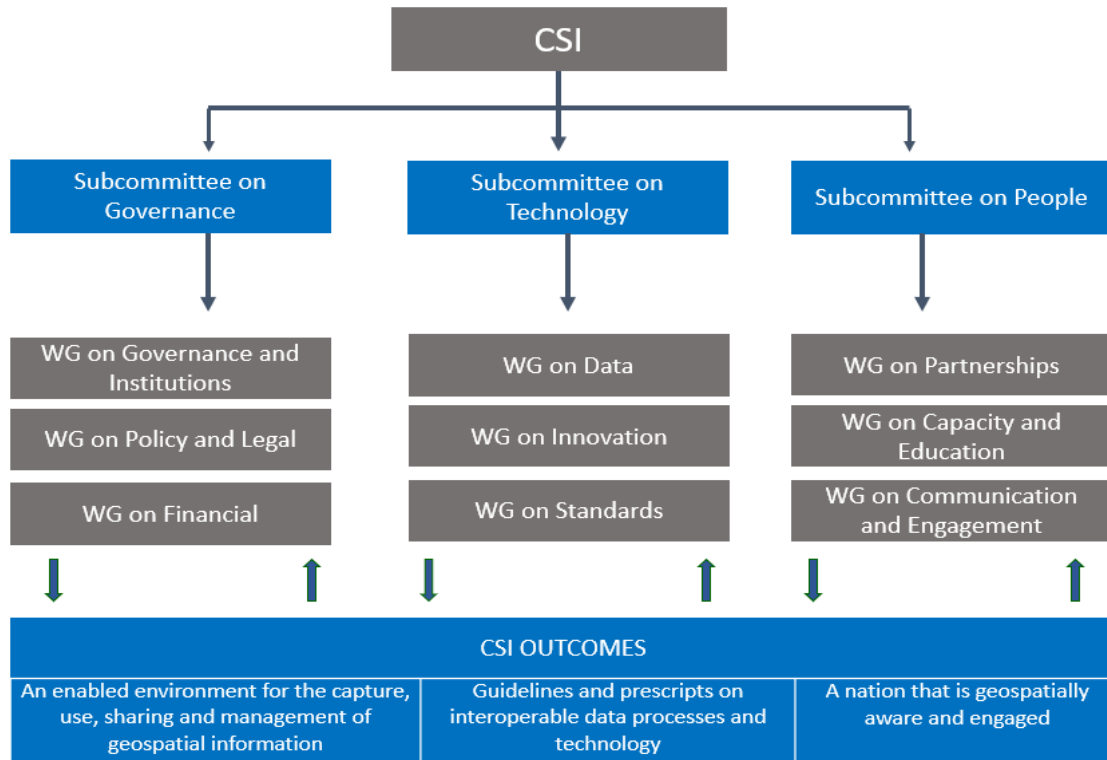 CSI
Subcommittee on
Governance
Subcommittee on
Technology
Subcommittee on People
WG on Governance and
Institutions
WG on Policy and Legal
WG on Financial
WG on Data
WG on Innovation
WG on Standards
WG on Partnerships
WG on Capacity and
Education
WG on Communication
and Engagement
CSI OUTCOMES
An enabled environment for the capture,
use, sharing and management of
geospatial information
Guidelines and prescripts on
interoperable data processes and
technology
A nation that is geospatially
aware and engaged